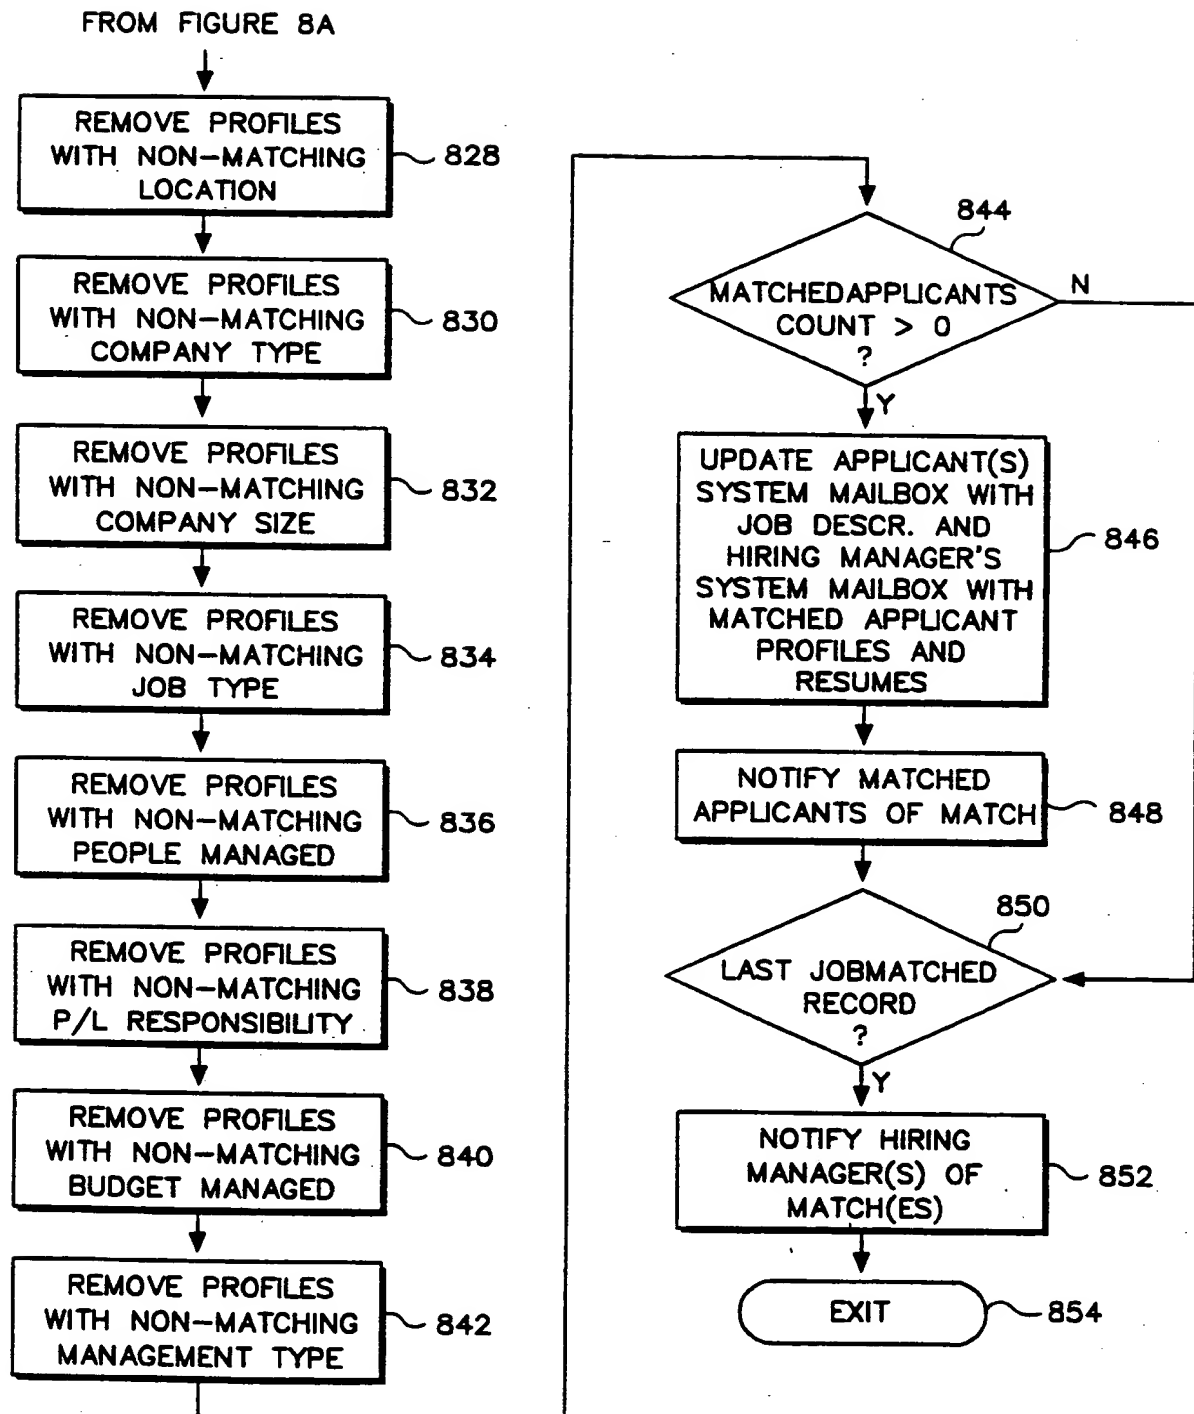 FROM FIGURE 8A
REMOVE PROFILES
WITH NON-MATCHING
LOCATION
828
REMOVE PROFILES
WITH NON-MATCHING
COMPANY TYPE
830
REMOVE PROFILES
WITH NON-MATCHING
COMPANY SIZE
832
REMOVE PROFILES
WITH NON-MATCHING
JOB TYPE
834
REMOVE PROFILES
WITH NON-MATCHING
PEOPLE MANAGED
836
REMOVE PROFILES
WITH NON-MATCHING
P/L RESPONSIBILITY
838
REMOVE PROFILES
WITH NON-MATCHING
BUDGET MANAGED
840
REMOVE PROFILES
WITH NON-MATCHING
MANAGEMENT TYPE
842
844
MATCHEDAPPLICANTS
COUNT > 0
?
N
Y
UPDATE APPLICANT(S)
SYSTEM MAILBOX WITH
JOB DESCR. AND
HIRING MANAGER'S
SYSTEM MAILBOX WITH
MATCHED APPLICANT
PROFILES AND
RESUMES
846
NOTIFY MATCHED
APPLICANTS OF MATCH
848
850
LAST JOBMATCHED
RECORD
?
Y
NOTIFY HIRING
MANAGER(S) OF
MATCH(ES)
852
EXIT
854